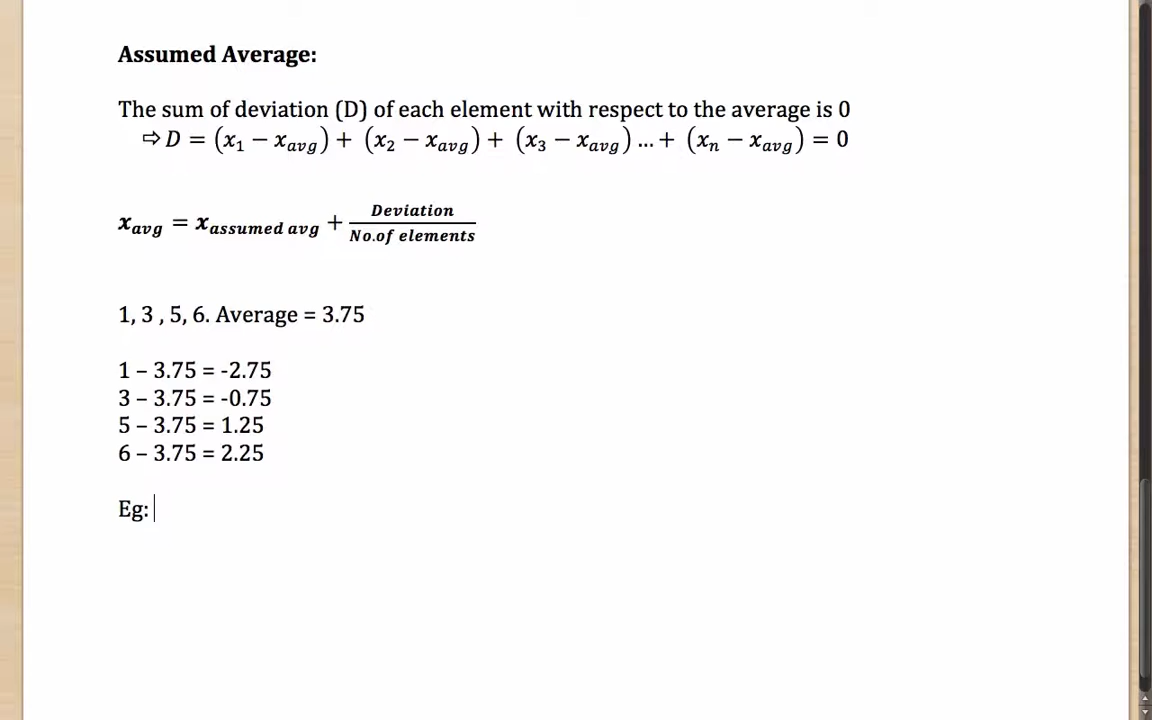 Assumed Average:
The sum of deviation (D) of each element with respect to the average is 0
⇨ D = (x₁ − x_avg) + (x₂ − x_avg) + (x₃ − x_avg) ... + (xₙ − x_avg) = 0
x_avg = x_assumed avg + Deviation / No.of elements
1, 3 , 5, 6. Average = 3.75
1 – 3.75 = -2.75
3 – 3.75 = -0.75
5 – 3.75 = 1.25
6 – 3.75 = 2.25
Eg: